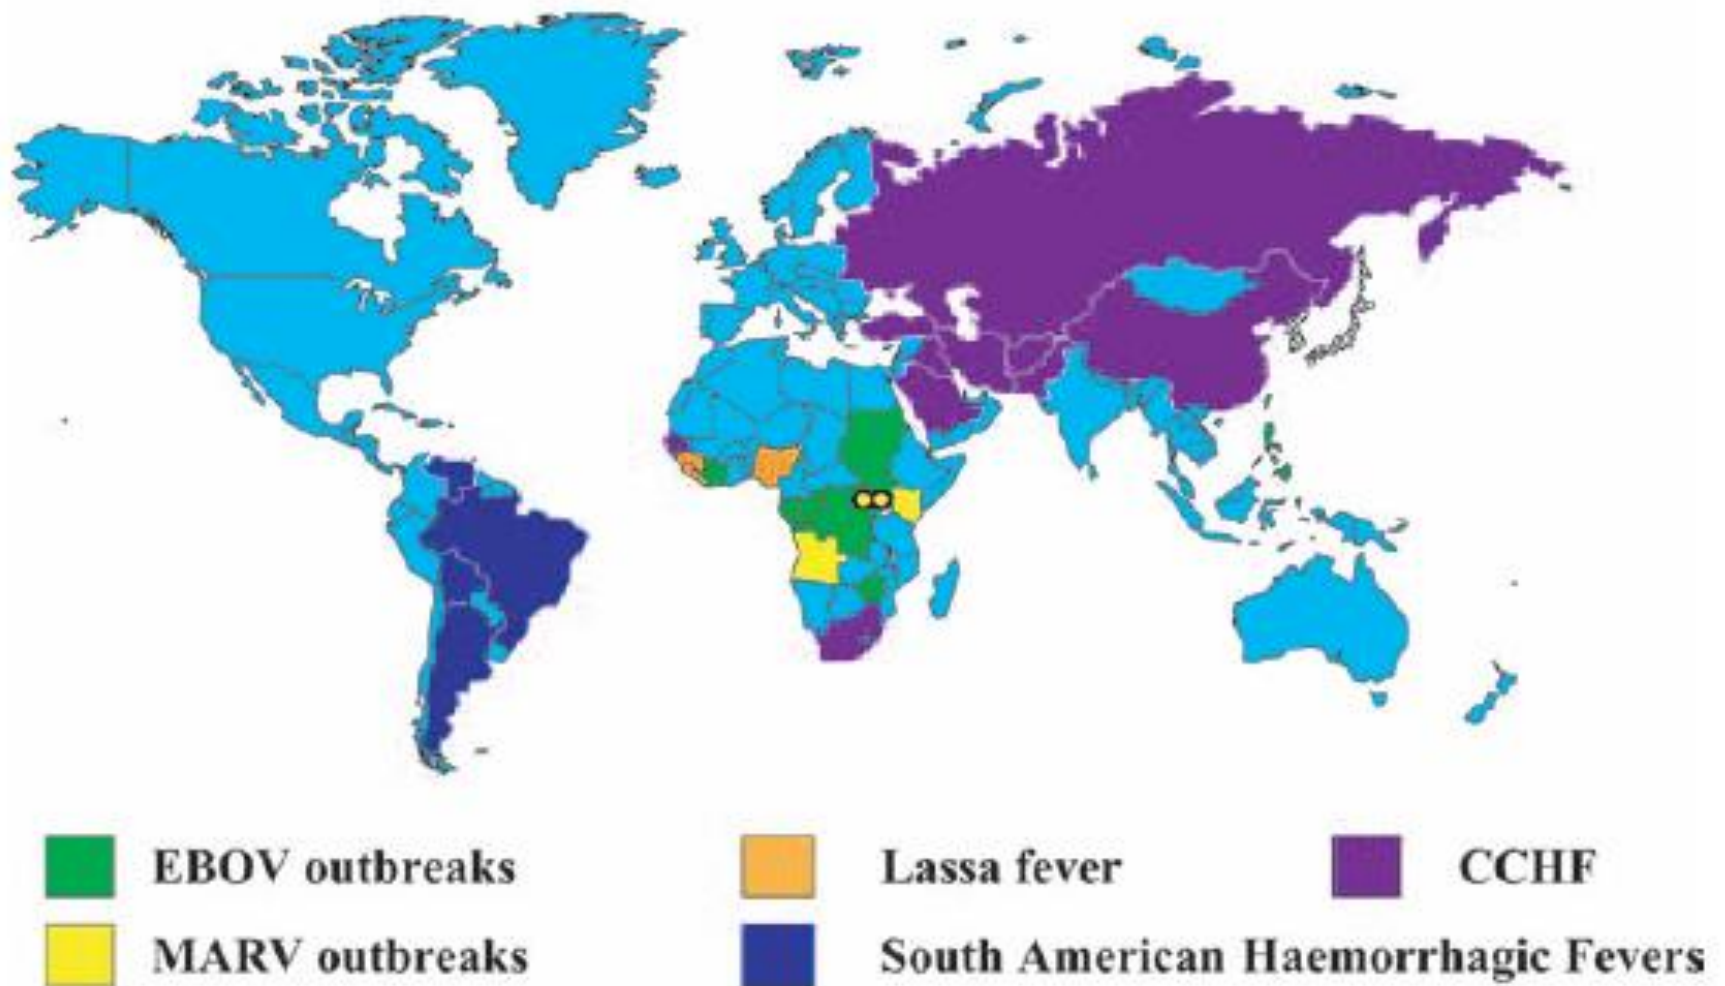 EBOV outbreaks
Lassa fever
CCHF
MARV outbreaks
South American Haemorrhagic Fevers